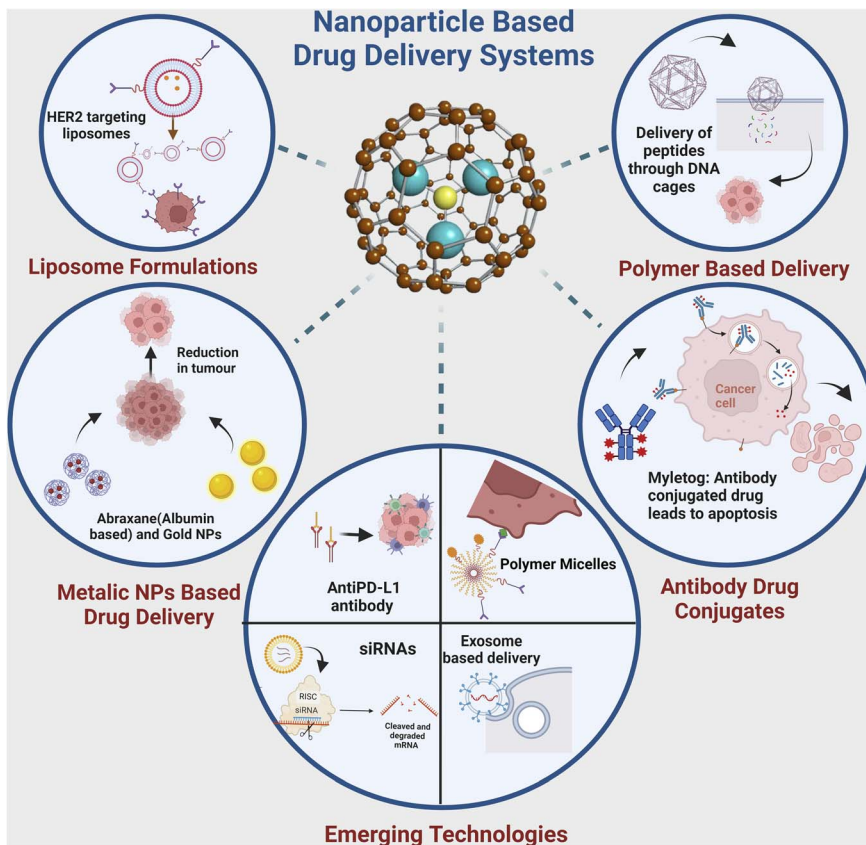 Nanoparticle Based
Drug Delivery Systems
HER2 targeting
liposomes
Liposome Formulations
Delivery of
peptides
through DNA
cages
Polymer Based Delivery
Reduction
in tumour
Abraxane(Albumin
based) and Gold NPs
Metalic NPs Based
Drug Delivery
Cancer
cell
Myletog: Antibody
conjugated drug
leads to apoptosis
Antibody Drug
Conjugates
AntiPD-L1
antibody
Polymer Micelles
siRNAs
RISC
siRNA
Cleaved and
degraded
mRNA
Exosome
based delivery
Emerging Technologies